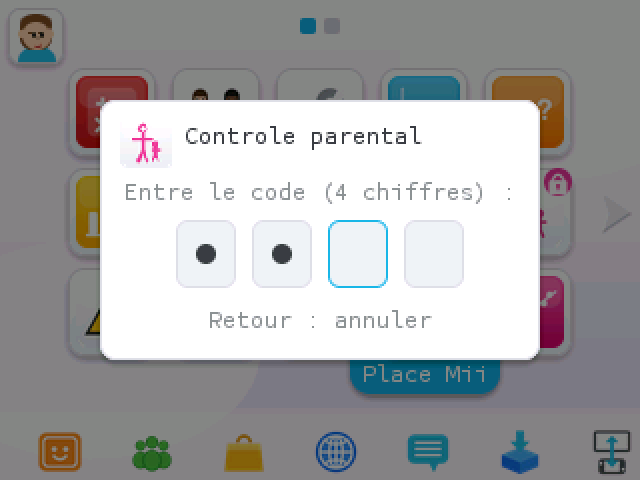 Controle parental
Entre le code (4 chiffres) :
Retour : annuler
Place Mii